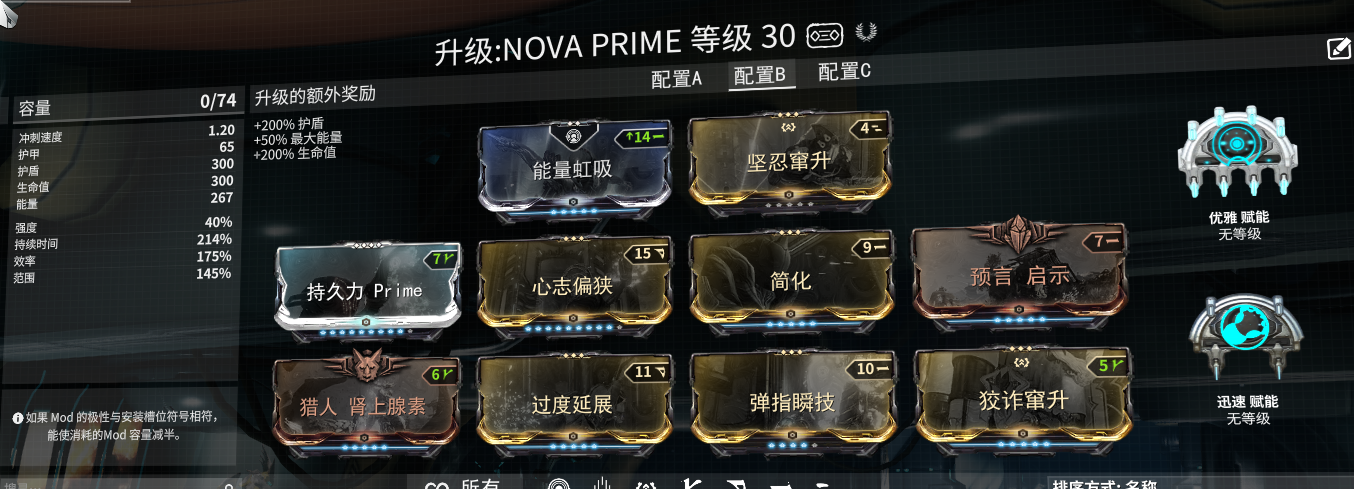 升级:NOVA PRIME 等级 30
配置A 配置B 配置C
容量 0/74
冲刺速度 1.20
护甲 65
护盾 300
生命值 300
能量 267
强度 40%
持续时间 214%
效率 175%
范围 145%
如果 Mod 的极性与安装槽位符号相符，
能使消耗的Mod 容量减半。
升级的额外奖励
+200% 护盾
+50% 最大能量
+200% 生命值
14
能量虹吸
4
坚忍窜升
7
持久力 Prime
15
心志偏狭
9
简化
7
预言 启示
6
猎人 肾上腺素
11
过度延展
10
弹指瞬技
5
狡诈窜升
优雅 赋能
无等级
迅速 赋能
无等级
所有
排序方式: 名称